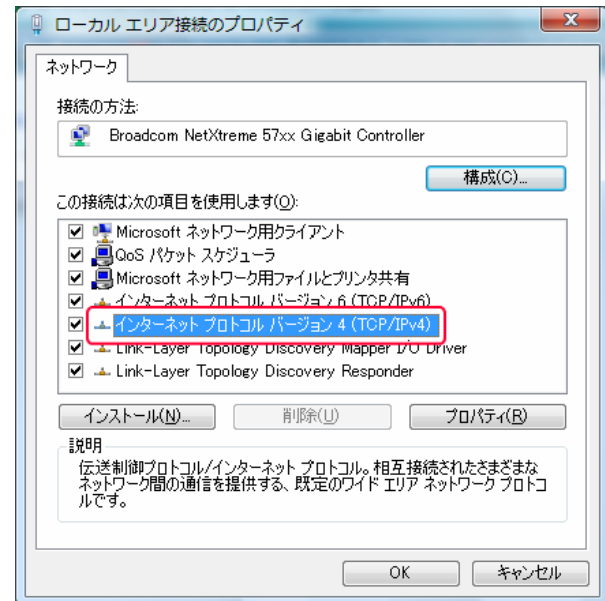 ローカル エリア接続のプロパティ
ネットワーク
接続の方法:
Broadcom NetXtreme 57xx Gigabit Controller
構成(C)...
この接続は次の項目を使用します(O):
Microsoft ネットワーク用クライアント
QoS パケット スケジューラ
Microsoft ネットワーク用ファイルとプリンタ共有
インターネット プロトコル バージョン 6 (TCP/IPv6)
インターネット プロトコル バージョン 4 (TCP/IPv4)
Link-Layer Topology Discovery Mapper I/O Driver
Link-Layer Topology Discovery Responder
インストール(N)... 削除(U) プロパティ(R)
説明
伝送制御プロトコル/インターネット プロトコル。相互接続されたさまざまな
ネットワーク間の通信を提供する、既定のワイド エリア ネットワーク プロトコ
ルです。
OK キャンセル